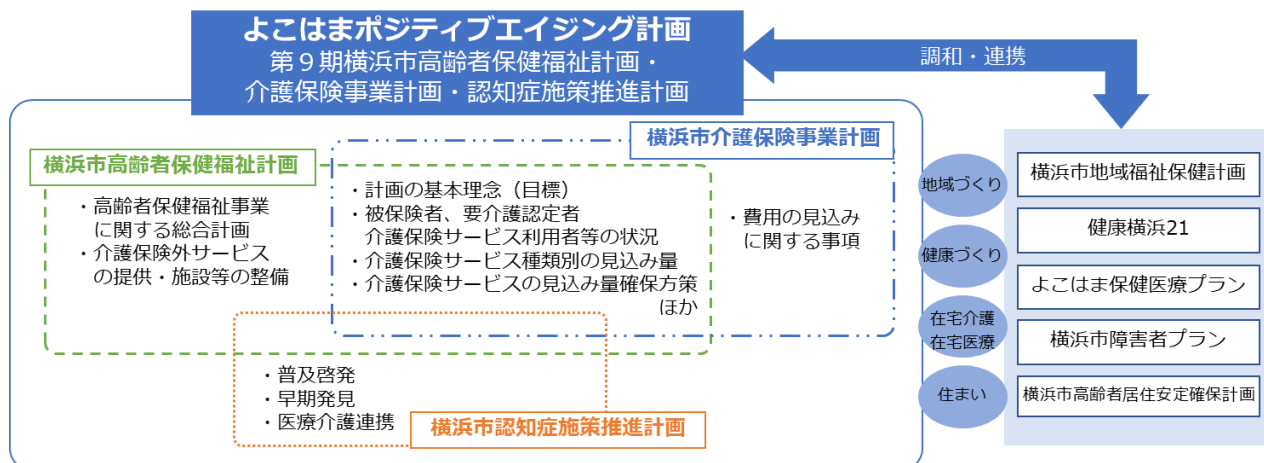 よこはまポジティブエイジング計画
第９期横浜市高齢者保健福祉計画・
介護保険事業計画・認知症施策推進計画
調和・連携
横浜市介護保険事業計画
横浜市高齢者保健福祉計画
・高齢者保健福祉事業
に関する総合計画
・介護保険外サービス
の提供・施設等の整備
・計画の基本理念（目標）
・被保険者、要介護認定者
介護保険サービス利用者等の状況
・介護保険サービス種類別の見込み量
・介護保険サービスの見込み量確保方策
ほか
・費用の見込み
に関する事項
・普及啓発
・早期発見
・医療介護連携
横浜市認知症施策推進計画
地域づくり
健康づくり
在宅介護
在宅医療
住まい
横浜市地域福祉保健計画
健康横浜21
よこはま保健医療プラン
横浜市障害者プラン
横浜市高齢者居住安定確保計画